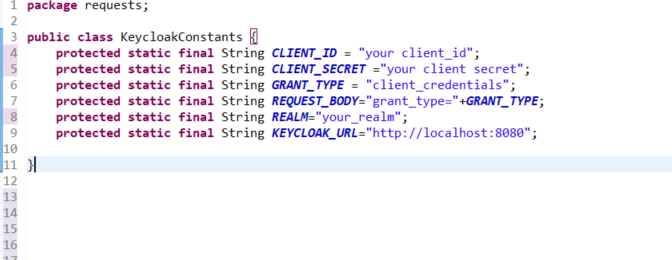 1 package requests;
2
3 public class KeycloakConstants {
4 protected static final String CLIENT_ID = "your client_id";
5 protected static final String CLIENT_SECRET ="your client secret";
6 protected static final String GRANT_TYPE = "client_credentials";
7 protected static final String REQUEST_BODY="grant_type="+GRANT_TYPE;
8 protected static final String REALM="your_realm";
9 protected static final String KEYCLOAK_URL="http://localhost:8080";
10
11 }
12
13
14
15
16
17